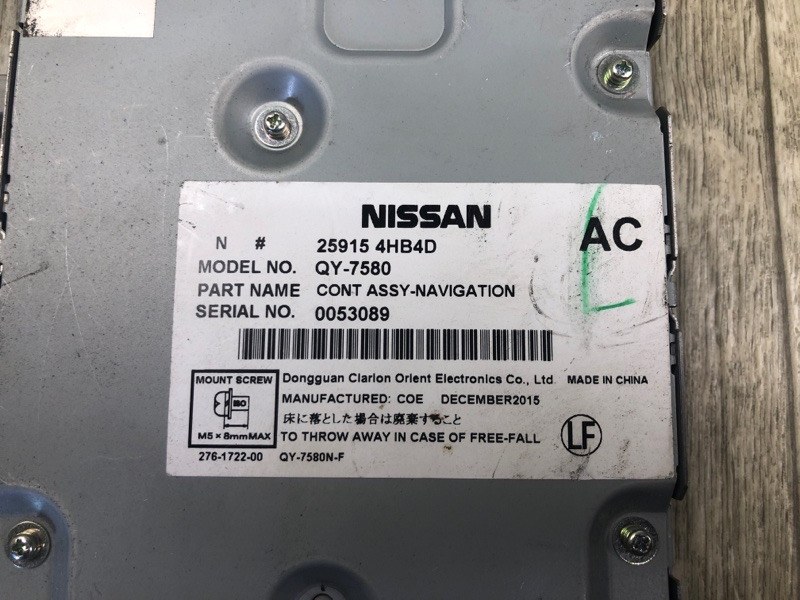 NISSAN
AC
N # 25915 4HB4D
MODEL NO. QY-7580
PART NAME CONT ASSY-NAVIGATION
SERIAL NO. 0053089
MOUNT SCREW
ISO
M5×8mmMAX
Dongguan Clarion Orient Electronics Co., Ltd. MADE IN CHINA
MANUFACTURED: COE DECEMBER2015
床に落とした場合は廃棄すること
TO THROW AWAY IN CASE OF FREE-FALL
LF
276-1722-00 QY-7580N-F